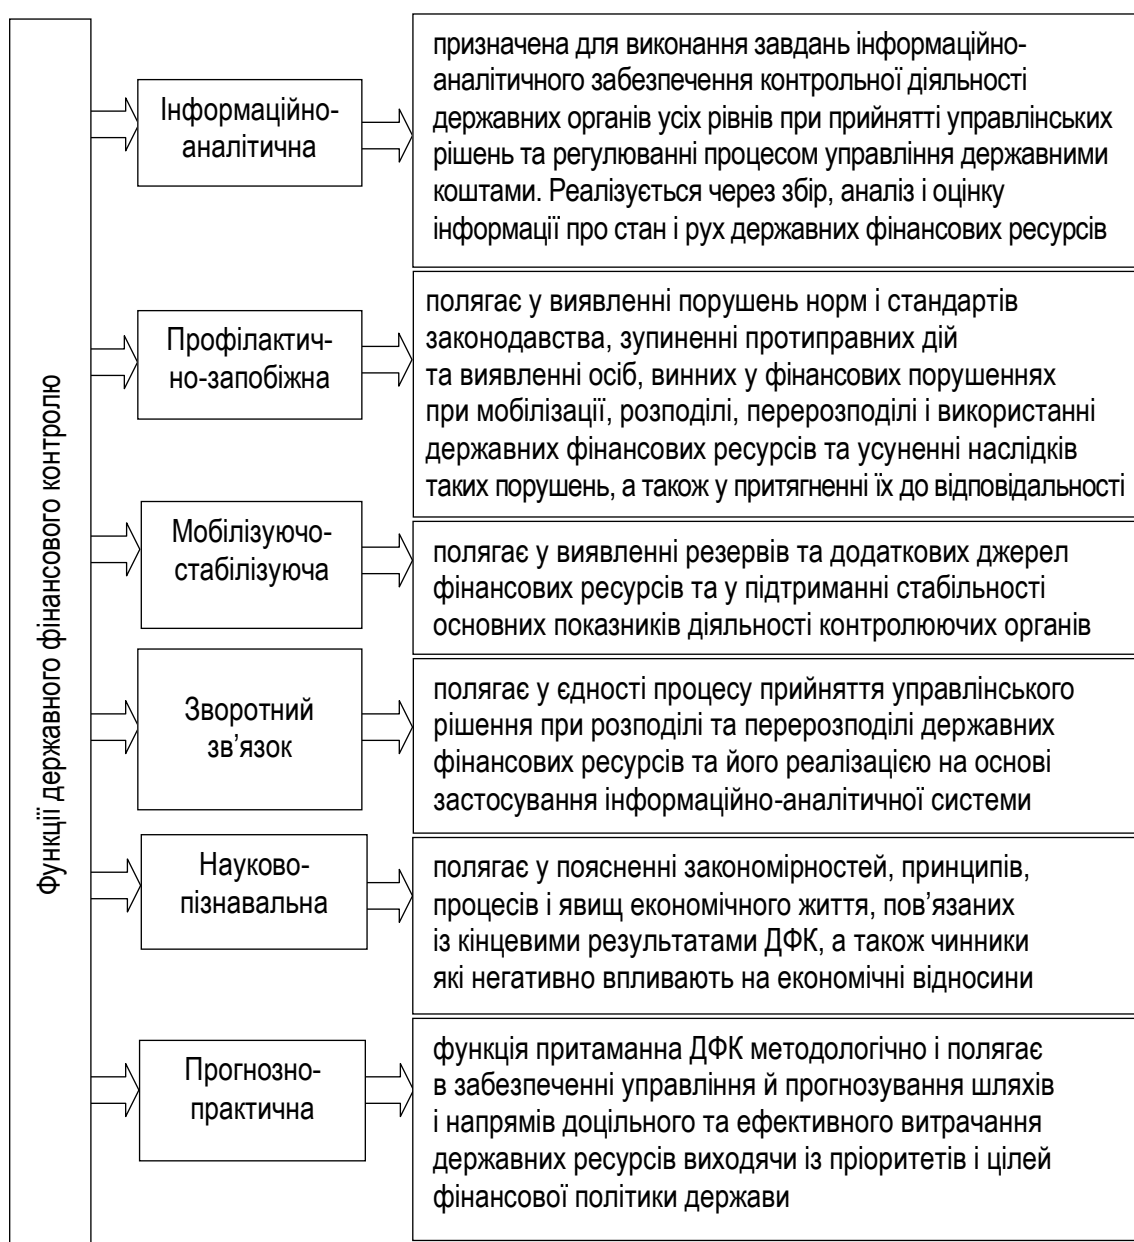 Функції державного фінансового контролю
Інформаційно-
аналітична
призначена для виконання завдань інформаційно-
аналітичного забезпечення контрольної діяльності
державних органів усіх рівнів при прийнятті управлінських
рішень та регулюванні процесом управління державними
коштами. Реалізується через збір, аналіз і оцінку
інформації про стан і рух державних фінансових ресурсів
Профілактич-
но-запобіжна
полягає у виявленні порушень норм і стандартів
законодавства, зупиненні протиправних дій
та виявленні осіб, винних у фінансових порушеннях
при мобілізації, розподілі, перерозподілі і використанні
державних фінансових ресурсів та усуненні наслідків
таких порушень, а також у притягненні їх до відповідальності
Мобілізуючо-
стабілізуюча
полягає у виявленні резервів та додаткових джерел
фінансових ресурсів та у підтриманні стабільності
основних показників діяльності контролюючих органів
Зворотний
зв’язок
полягає у єдності процесу прийняття управлінського
рішення при розподілі та перерозподілі державних
фінансових ресурсів та його реалізацією на основі
застосування інформаційно-аналітичної системи
Науково-
пізнавальна
полягає у поясненні закономірностей, принципів,
процесів і явищ економічного життя, пов’язаних
із кінцевими результатами ДФК, а також чинники
які негативно впливають на економічні відносини
Прогнозно-
практична
функція притаманна ДФК методологічно і полягає
в забезпеченні управління й прогнозування шляхів
і напрямів доцільного та ефективного витрачання
державних ресурсів виходячи із пріоритетів і цілей
фінансової політики держави